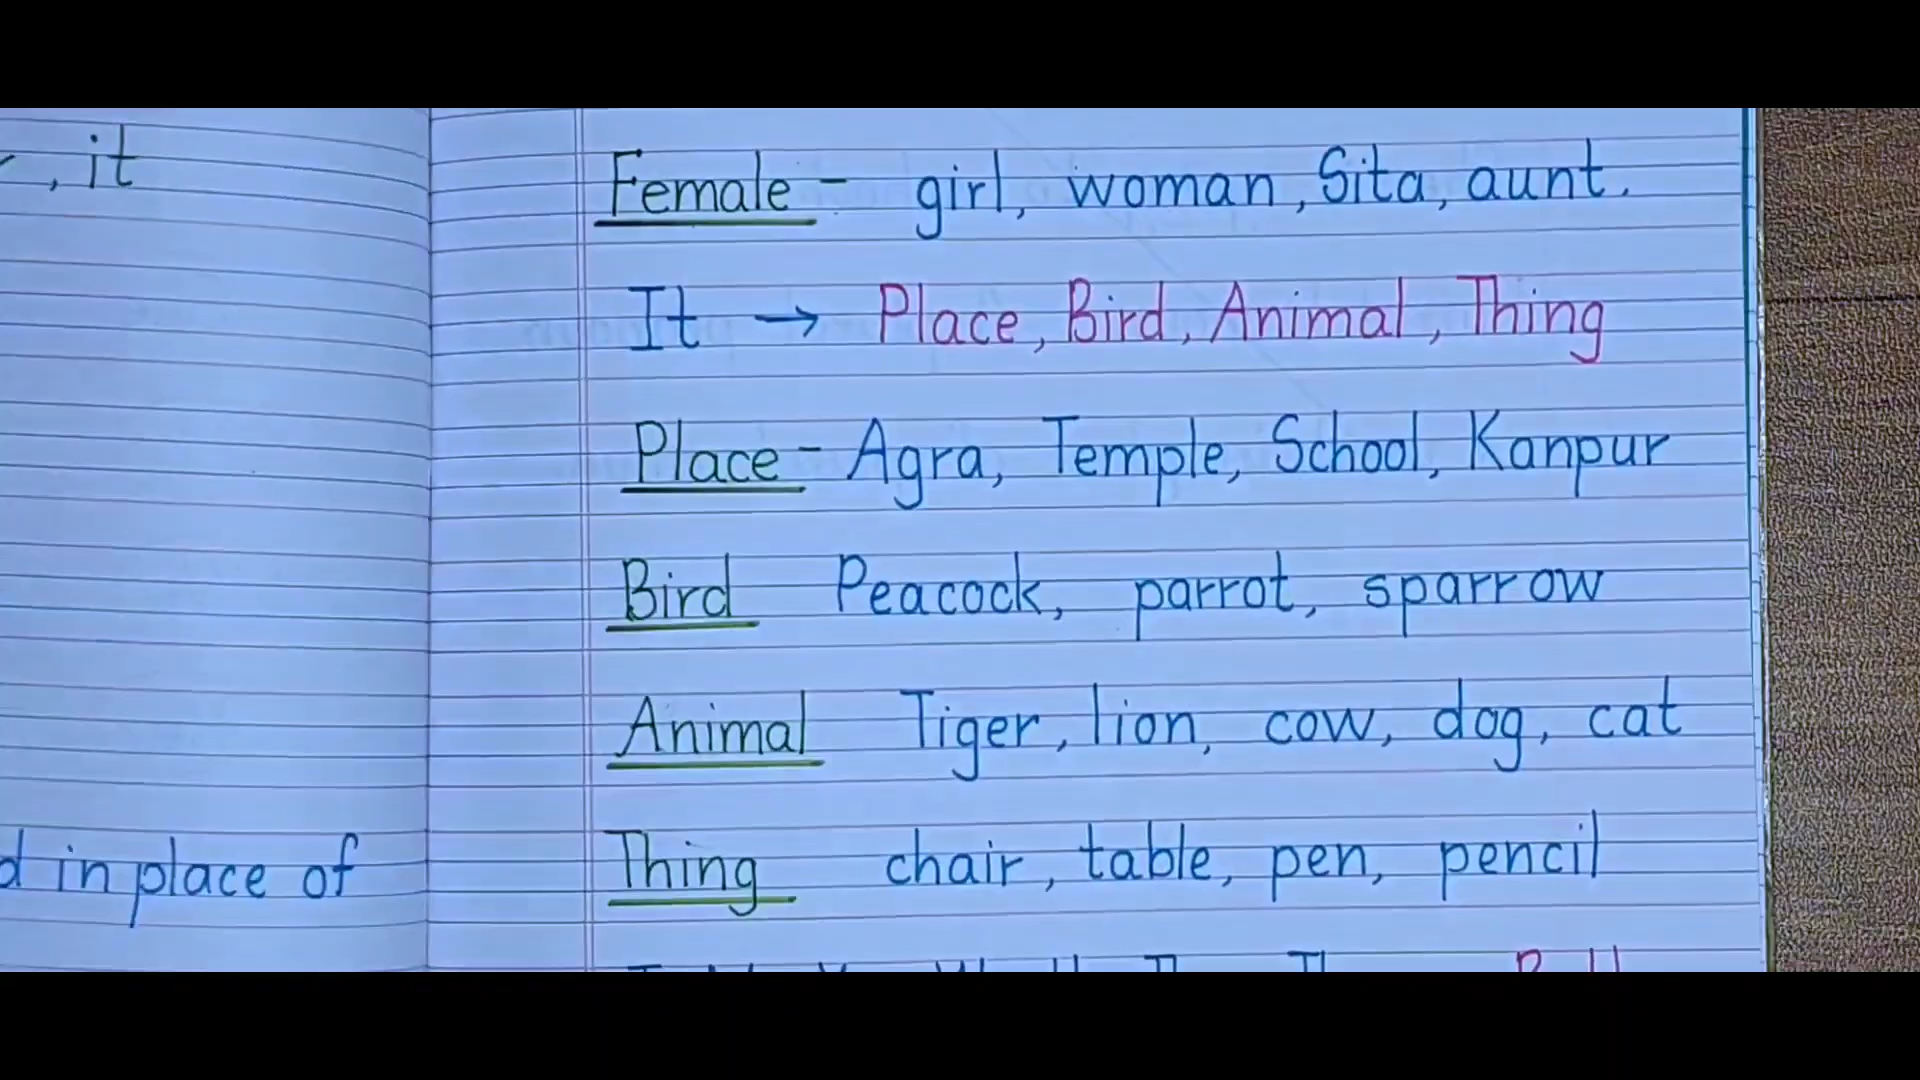 , it
d in place of
Female - girl, woman, Sita, aunt.
It → Place, Bird, Animal, Thing
Place - Agra, Temple, School, Kanpur
Bird Peacock, parrot, sparrow
Animal Tiger, lion, cow, dog, cat
Thing chair, table, pen, pencil